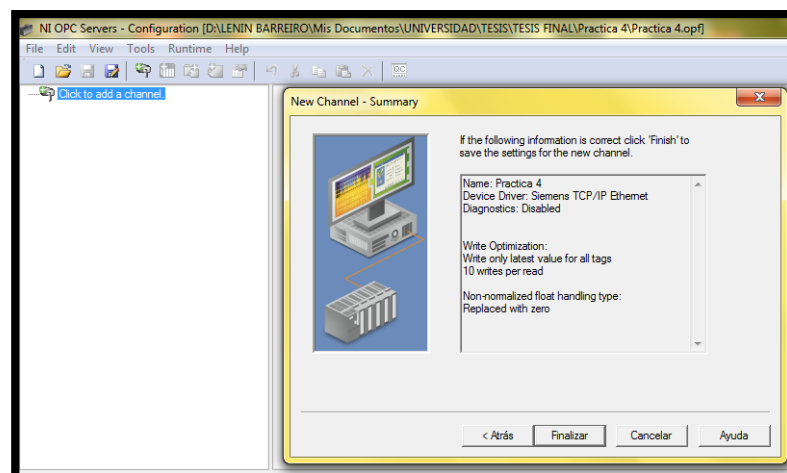 NI OPC Servers - Configuration [D:\LENIN BARREIRO\Mis Documentos\UNIVERSIDAD\TESIS\TESIS FINAL\Practica 4\Practica 4.opf]
File Edit View Tools Runtime Help
Click to add a channel.
New Channel - Summary
If the following information is correct click 'Finish' to
save the settings for the new channel.
Name: Practica 4
Device Driver: Siemens TCP/IP Ethernet
Diagnostics: Disabled
Write Optimization:
Write only latest value for all tags
10 writes per read
Non-normalized float handling type:
Replaced with zero
< Atrás Finalizar Cancelar Ayuda